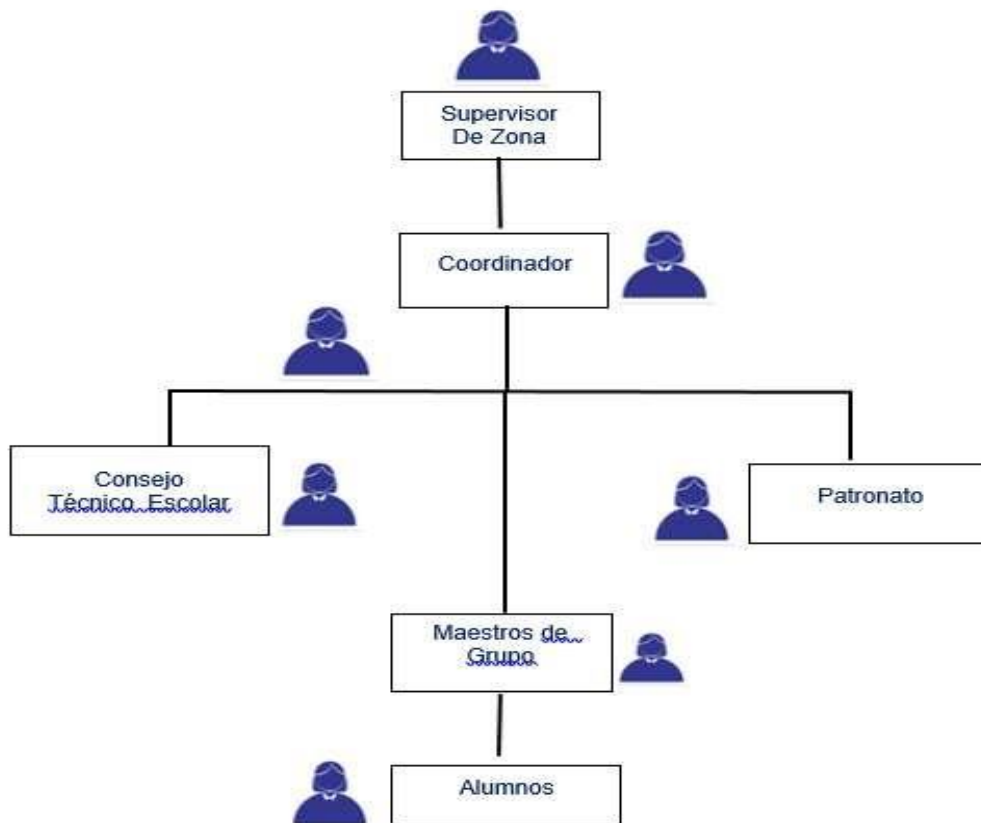 Supervisor
De Zona
Coordinador
Consejo
Técnico Escolar
Patronato
Maestros de
Grupo
Alumnos